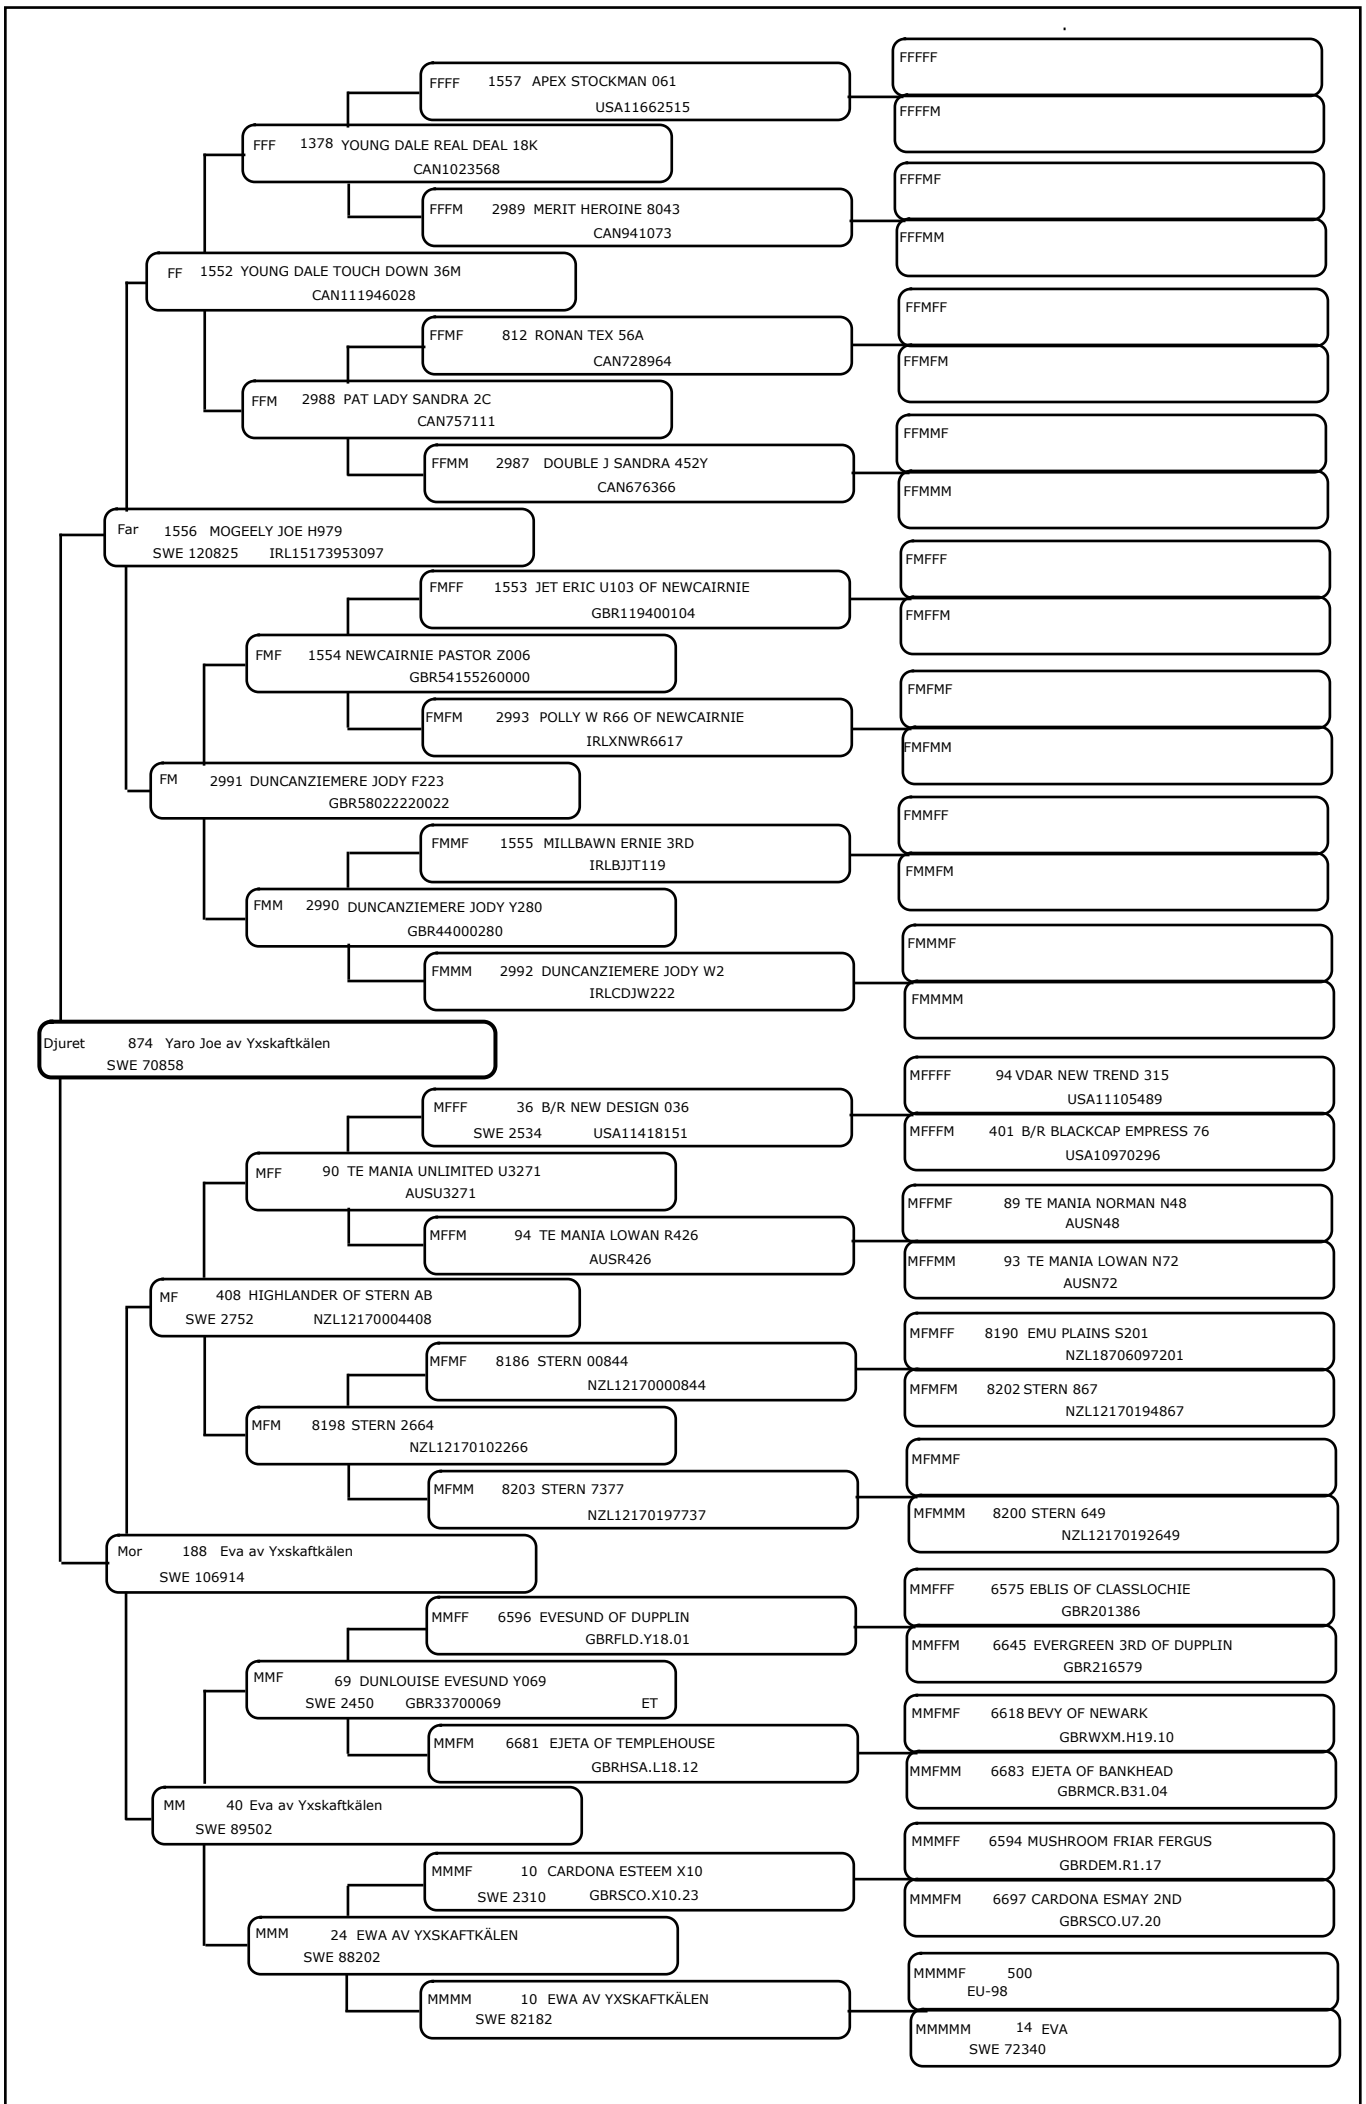 FFFFF
FFFF 1557 APEX STOCKMAN 061
USA11662515
FFFFM
FFF 1378 YOUNG DALE REAL DEAL 18K
CAN1023568
FFFMF
FFFM 2989 MERIT HEROINE 8043
CAN941073
FFFMM
FF 1552 YOUNG DALE TOUCH DOWN 36M
CAN111946028
FFMFF
FFMF 812 RONAN TEX 56A
CAN728964
FFMFM
FFM 2988 PAT LADY SANDRA 2C
CAN757111
FFMMF
FFMM 2987 DOUBLE J SANDRA 452Y
CAN676366
FFMMM
Far 1556 MOGEELY JOE H979
SWE 120825 IRL15173953097
FMFFF
FMFF 1553 JET ERIC U103 OF NEWCAIRNIE
GBR119400104
FMFFM
FMF 1554 NEWCAIRNIE PASTOR Z006
GBR54155260000
FMFMF
FMFM 2993 POLLY W R66 OF NEWCAIRNIE
IRLXNWR6617
FMFMM
FM 2991 DUNCANZIEMERE JODY F223
GBR58022220022
FMMFF
FMMF 1555 MILLBAWN ERNIE 3RD
IRLBJJT119
FMMFM
FMM 2990 DUNCANZIEMERE JODY Y280
GBR44000280
FMMMF
FMMM 2992 DUNCANZIEMERE JODY W2
IRLCDJW222
FMMMM
Djuret 874 Yaro Joe av Yxskaftkälen
SWE 70858
MFFFF 94 VDAR NEW TREND 315
USA11105489
MFFF 36 B/R NEW DESIGN 036
SWE 2534 USA11418151
MFFFM 401 B/R BLACKCAP EMPRESS 76
USA10970296
MFF 90 TE MANIA UNLIMITED U3271
AUSU3271
MFFMF 89 TE MANIA NORMAN N48
AUSN48
MFFM 94 TE MANIA LOWAN R426
AUSR426
MFFMM 93 TE MANIA LOWAN N72
AUSN72
MF 408 HIGHLANDER OF STERN AB
SWE 2752 NZL12170004408
MFMFF 8190 EMU PLAINS S201
NZL18706097201
MFMF 8186 STERN 00844
NZL12170000844
MFMFM 8202 STERN 867
NZL12170194867
MFM 8198 STERN 2664
NZL12170102266
MFMMF
MFMM 8203 STERN 7377
NZL12170197737
MFMMM 8200 STERN 649
NZL12170192649
Mor 188 Eva av Yxskaftkälen
SWE 106914
MMFFF 6575 EBLIS OF CLASSLOCHIE
GBR201386
MMFF 6596 EVESUND OF DUPPLIN
GBRFLD.Y18.01
MMFFM 6645 EVERGREEN 3RD OF DUPPLIN
GBR216579
MMF 69 DUNLOUISE EVESUND Y069
SWE 2450 GBR33700069 ET
MMFMF 6618 BEVY OF NEWARK
GBRWXM.H19.10
MMFM 6681 EJETA OF TEMPLEHOUSE
GBRHSA.L18.12
MMFMM 6683 EJETA OF BANKHEAD
GBRMCR.B31.04
MM 40 Eva av Yxskaftkälen
SWE 89502
MMMFF 6594 MUSHROOM FRIAR FERGUS
GBRDEM.R1.17
MMMF 10 CARDONA ESTEEM X10
SWE 2310 GBRSCO.X10.23
MMMFM 6697 CARDONA ESMAY 2ND
GBRSCO.U7.20
MMM 24 EWA AV YXSKAFTKÄLEN
SWE 88202
MMMMF 500
EU-98
MMMM 10 EWA AV YXSKAFTKÄLEN
SWE 82182
MMMMM 14 EVA
SWE 72340